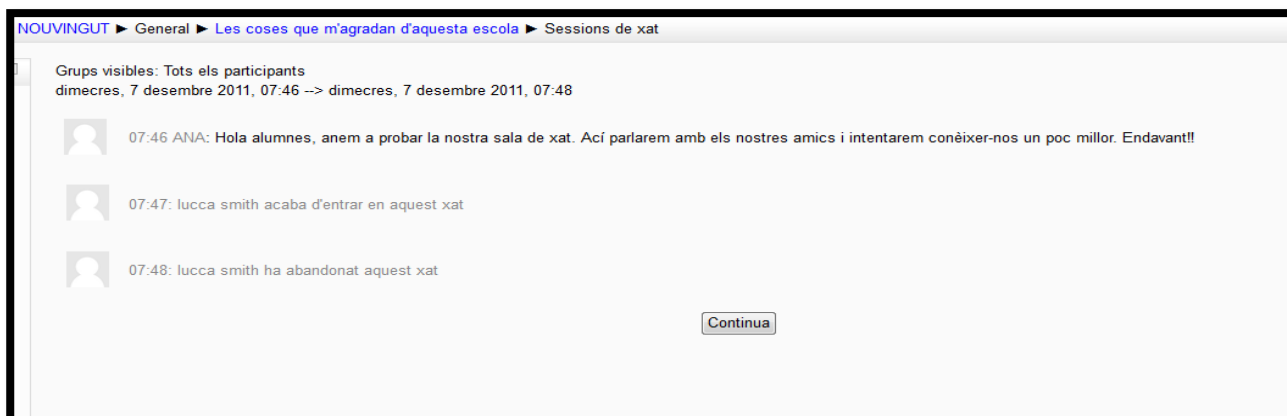 NOUVINGUT ► General ► Les coses que m'agradan d'aquesta escola ► Sessions de xat
Grups visibles: Tots els participants
dimecres, 7 desembre 2011, 07:46 --> dimecres, 7 desembre 2011, 07:48
07:46 ANA: Hola alumnes, anem a probar la nostra sala de xat. Ací parlarem amb els nostres amics i intentarem conèixer-nos un poc millor. Endavant!!
07:47: lucca smith acaba d'entrar en aquest xat
07:48: lucca smith ha abandonat aquest xat
Continua